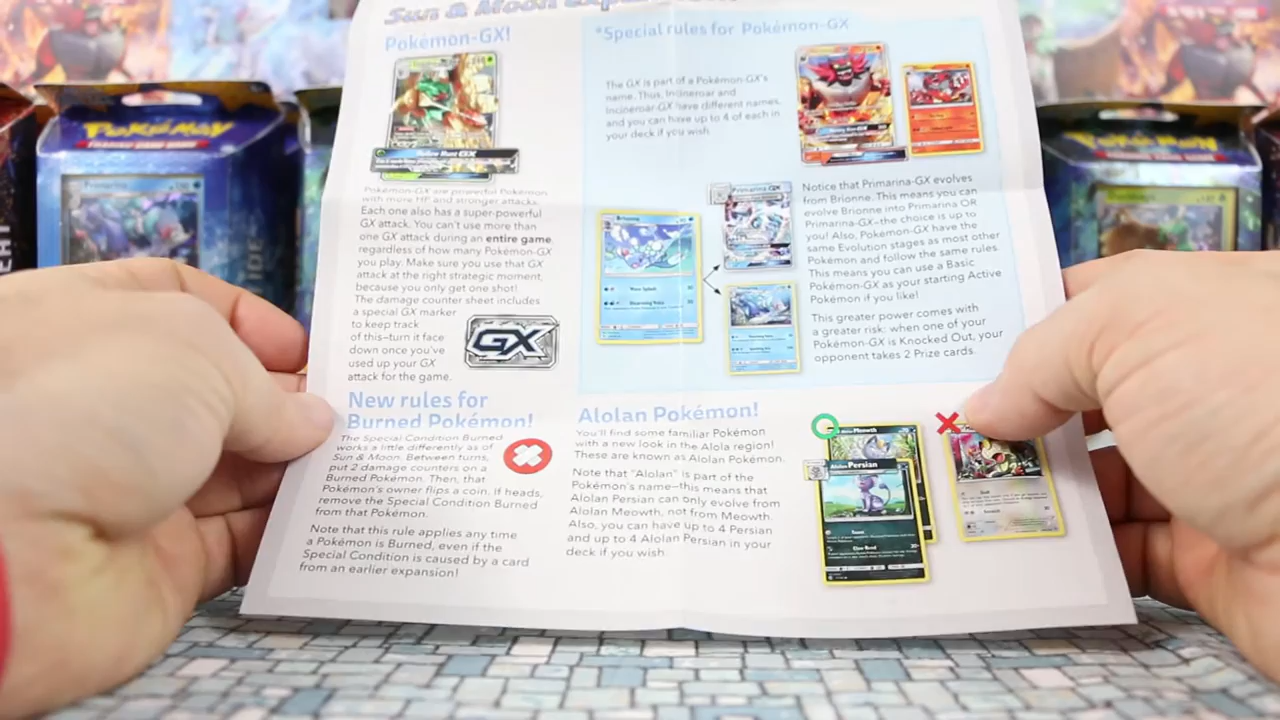 Sun & Moon
Pokémon-GX!
Pokémon-GX are powerful Pokémon
with more HP and stronger attacks.
Each one also has a super-powerful
GX attack. You can't use more than
one GX attack during an entire game
regardless of how many Pokémon-GX
you play. Make sure you use that GX
attack at the right strategic moment,
because you only get one shot!
The damage counter sheet includes
a special GX marker
to keep track
of this–turn it face
down once you've
used up your GX
attack for the game.
GX
New rules for
Burned Pokémon!
The Special Condition Burned
works a little differently as of
Sun & Moon. Between turns,
put 2 damage counters on a
Burned Pokémon. Then, that
Pokémon's owner flips a coin. If heads,
remove the Special Condition Burned
from that Pokémon.
Note that this rule applies any time
a Pokémon is Burned, even if the
Special Condition is caused by a card
from an earlier expansion!
*Special rules for Pokémon-GX
The GX is part of a Pokémon-GX's
name. Thus, Incineroar and
Incineroar-GX have different names,
and you can have up to 4 of each in
your deck if you wish.
Brionne
Primarina GX
Notice that Primarina-GX evolves
from Brionne. This means you can
evolve Brionne into Primarina OR
Primarina-GX–the choice is up to
you! Also, Pokémon-GX have the
same Evolution stages as most other
Pokémon and follow the same rules.
This means you can use a Basic
Pokémon-GX as your starting Active
Pokémon if you like!
This greater power comes with
a greater risk: when one of your
Pokémon-GX is Knocked Out, your
opponent takes 2 Prize cards.
Alolan Pokémon!
You'll find some familiar Pokémon
with a new look in the Alola region!
These are known as Alolan Pokémon.
Note that "Alolan" is part of the
Pokémon's name–this means that
Alolan Persian can only evolve from
Alolan Meowth, not from Meowth.
Also, you can have up to 4 Persian
and up to 4 Alolan Persian in your
deck if you wish.
Meowth
Alolan Persian
POKéMON
Primarina
POKéMON